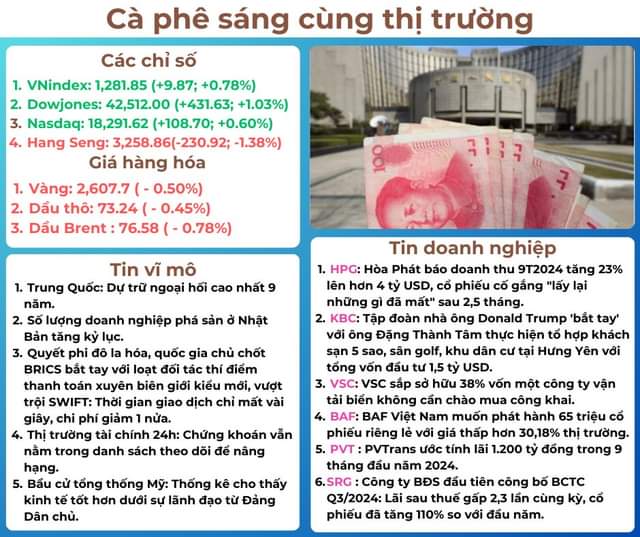 Cà phê sáng cùng thị trường
Các chỉ số
1. VNindex: 1,281.85 (+9.87; +0.78%)
2. Dowjones: 42,512.00 (+431.63; +1.03%)
3. Nasdaq: 18,291.62 (+108.70; +0.60%)
4. Hang Seng: 3,258.86(-230.92; -1.38%)
Giá hàng hóa
1. Vàng: 2,607.7 ( - 0.50%)
2. Dầu thô: 73.24 ( - 0.45%)
3. Dầu Brent : 76.58 ( - 0.78%)
100
Tin vĩ mô
1. Trung Quốc: Dự trữ ngoại hối cao nhất 9
năm.
2. Số lượng doanh nghiệp phá sản ở Nhật
Bản tăng kỷ lục.
3. Quyết phi đô la hóa, quốc gia chủ chốt
BRICS bắt tay với loạt đối tác thí điểm
thanh toán xuyên biên giới kiểu mới, vượt
trội SWIFT: Thời gian giao dịch chỉ mất vài
giây, chi phí giảm 1 nửa.
4. Thị trường tài chính 24h: Chứng khoán vẫn
nằm trong danh sách theo dõi để nâng
hạng.
5. Bầu cử tổng thống Mỹ: Thống kê cho thấy
kinh tế tốt hơn dưới sự lãnh đạo từ Đảng
Dân chủ.
Tin doanh nghiệp
1. HPG: Hòa Phát báo doanh thu 9T2024 tăng 23%
lên hơn 4 tỷ USD, cổ phiếu cố gắng "lấy lại
những gì đã mất" sau 2,5 tháng.
2. KBC: Tập đoàn nhà ông Donald Trump 'bắt tay'
với ông Đặng Thành Tâm thực hiện tổ hợp khách
sạn 5 sao, sân golf, khu dân cư tại Hưng Yên với
tổng vốn đầu tư 1,5 tỷ USD.
3. VSC: VSC sắp sở hữu 38% vốn một công ty vận
tải biển không cần chào mua công khai.
4. BAF: BAF Việt Nam muốn phát hành 65 triệu cổ
phiếu riêng lẻ với giá thấp hơn 30,18% thị trường.
5. PVT : PVTrans ước tính lãi 1.200 tỷ đồng trong 9
tháng đầu năm 2024.
6.SRG : Công ty BĐS đầu tiên công bố BCTC
Q3/2024: Lãi sau thuế gấp 2,3 lần cùng kỳ, cổ
phiếu đã tăng 110% so với đầu năm.